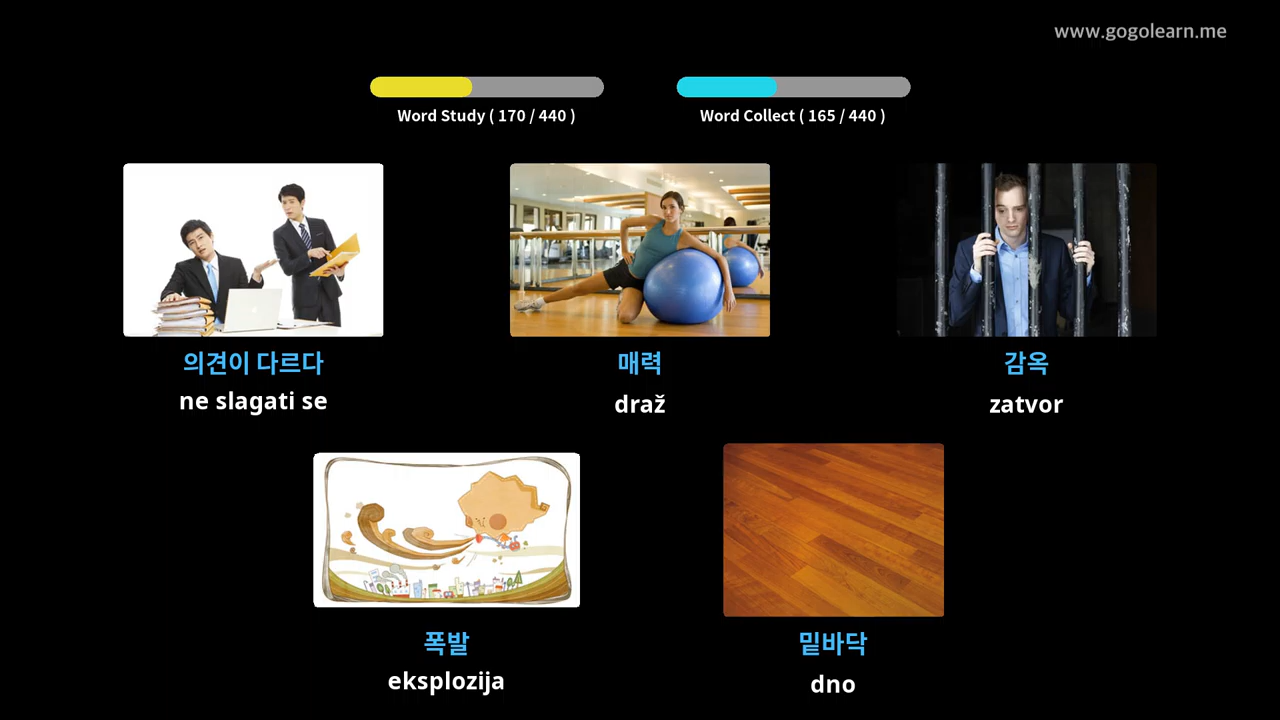 www.gogolearn.me
Word Study ( 170 / 440 )
Word Collect ( 165 / 440 )
의견이 다르다
ne slagati se
매력
draž
감옥
zatvor
폭발
eksplozija
밑바닥
dno